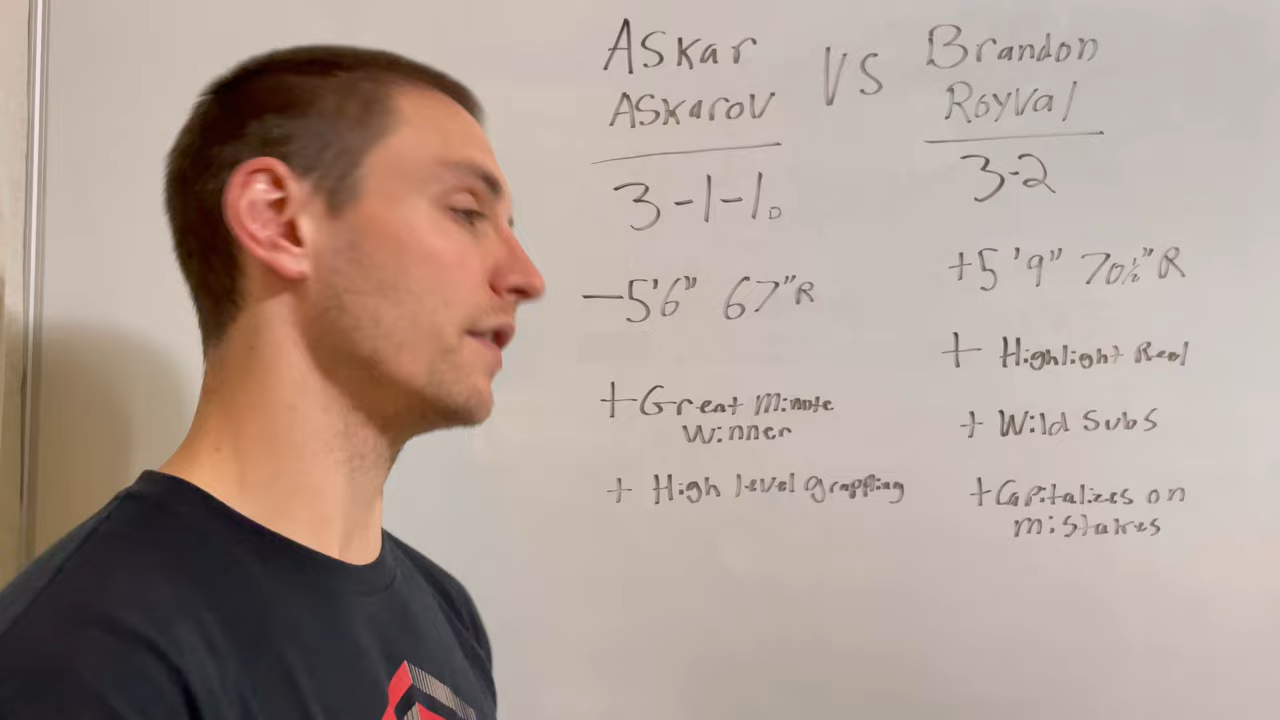 Askar
Askarov
VS
Brandon
Royval
3-1-1D
3-2
-5'6" 67"R
+5'9" 70½"R
+Great Minute
Winner
+ High level grappling
+ Highlight Reel
+ Wild Subs
+Capitalizes on
mistakes